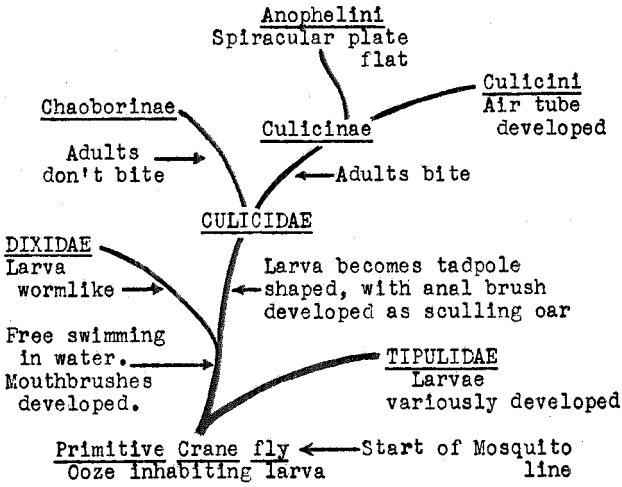 Anophelini
Spiracular plate
flat
Culicini
Air tube
developed
Chaoborinae
Culicinae
Adults
don't bite
Adults bite
CULICIDAE
DIXIDAE
Larva
wormlike
Larva becomes tadpole
shaped, with anal brush
developed as sculling oar
Free swimming
in water.
Mouthbrushes
developed.
TIPULIDAE
Larvae
variously developed
Primitive Crane fly
Ooze inhabiting larva
Start of Mosquito
line